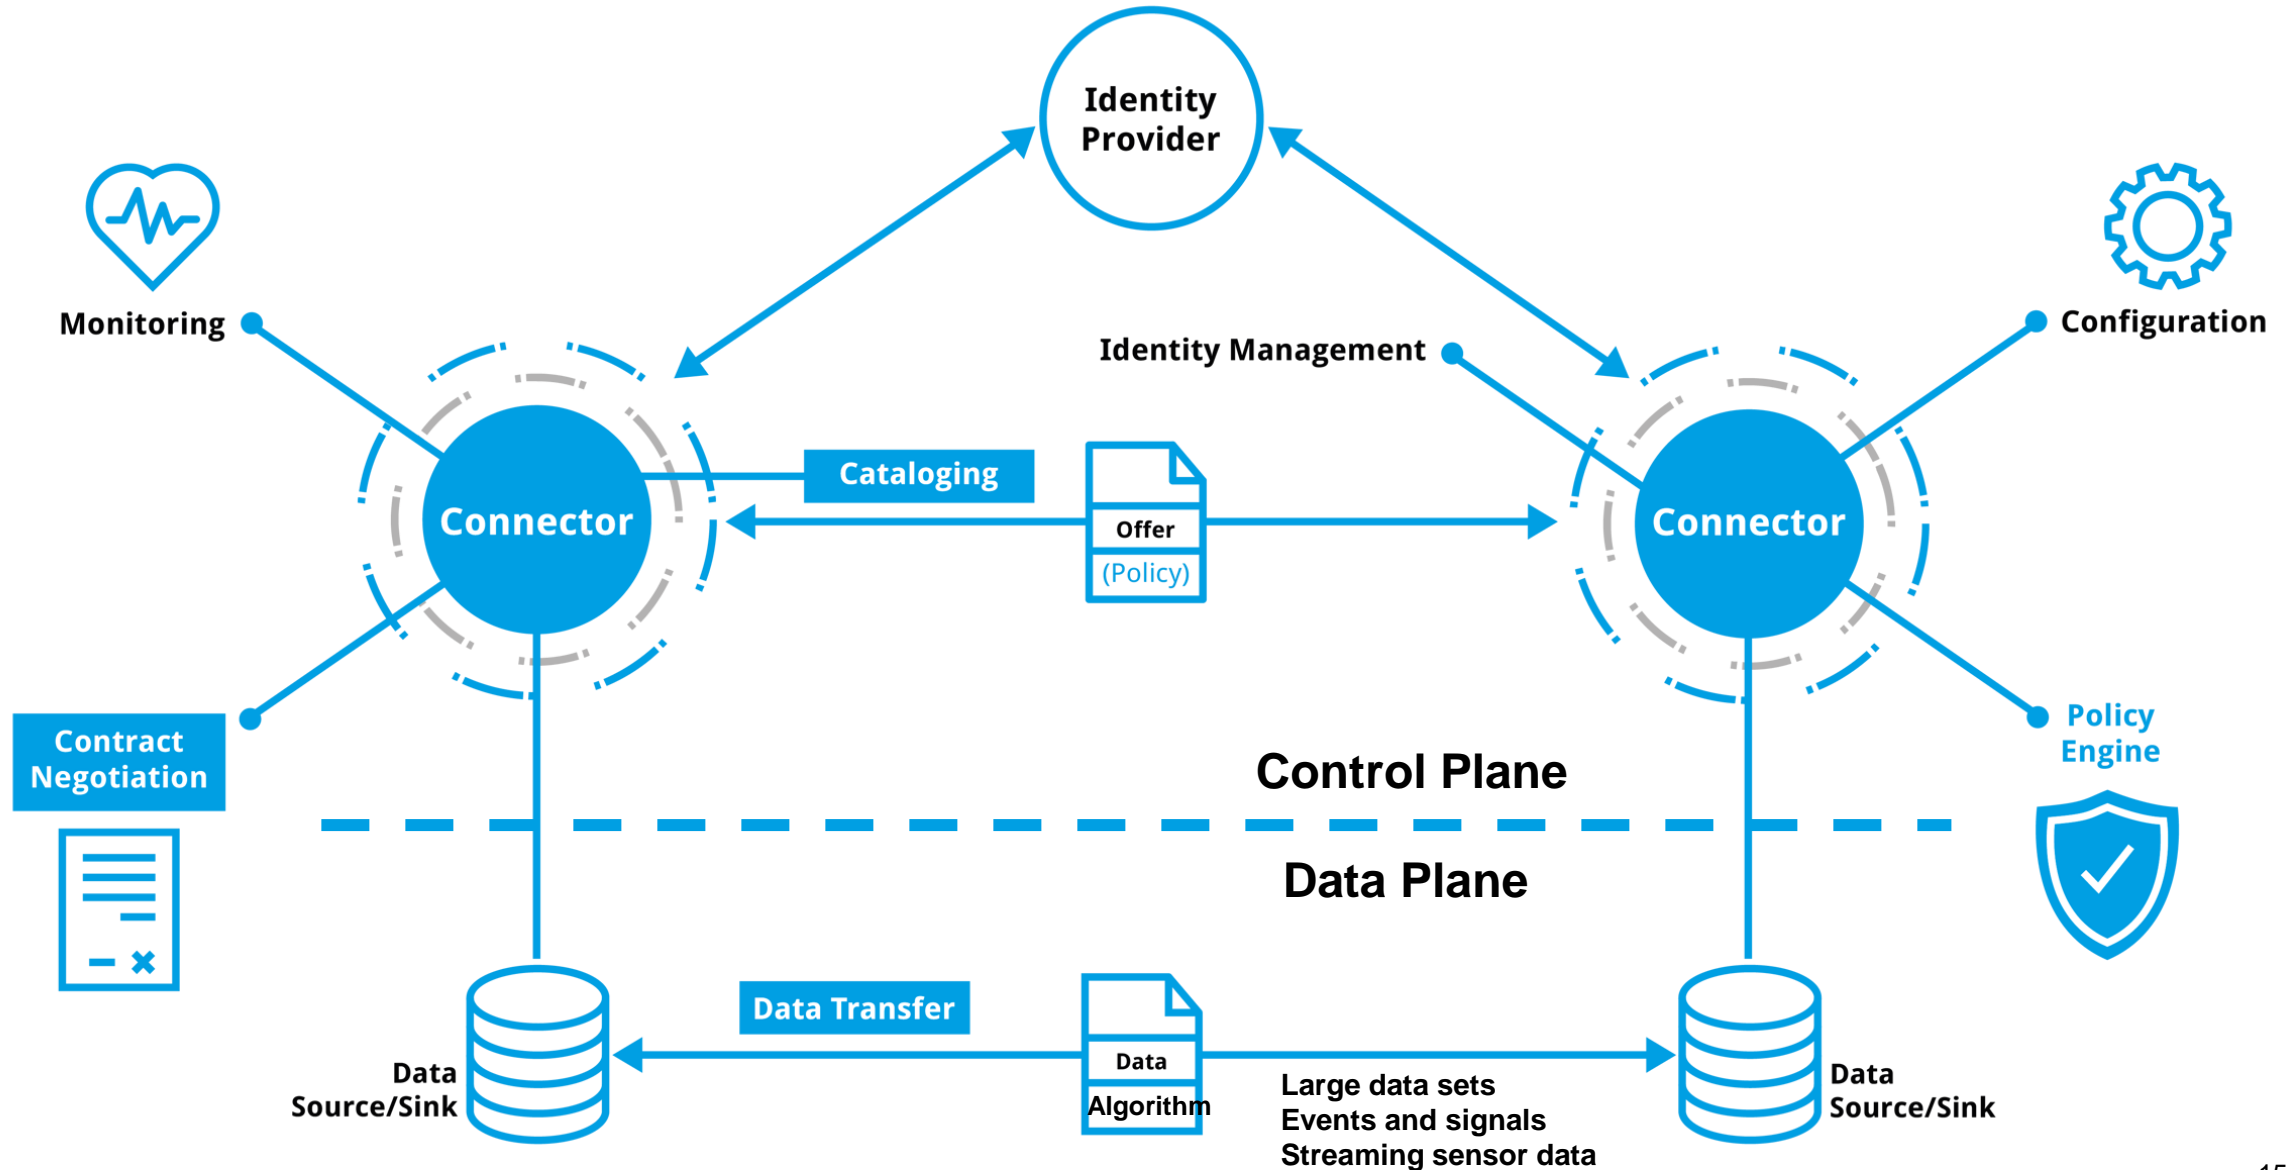 Identity
Provider
Monitoring
Configuration
Identity Management
Cataloging
Connector
Offer
(Policy)
Connector
Contract
Negotiation
Policy
Engine
Control Plane
Data Plane
Data Transfer
Data
Source/Sink
Data
Algorithm
Large data sets
Events and signals
Streaming sensor data
Data
Source/Sink
15